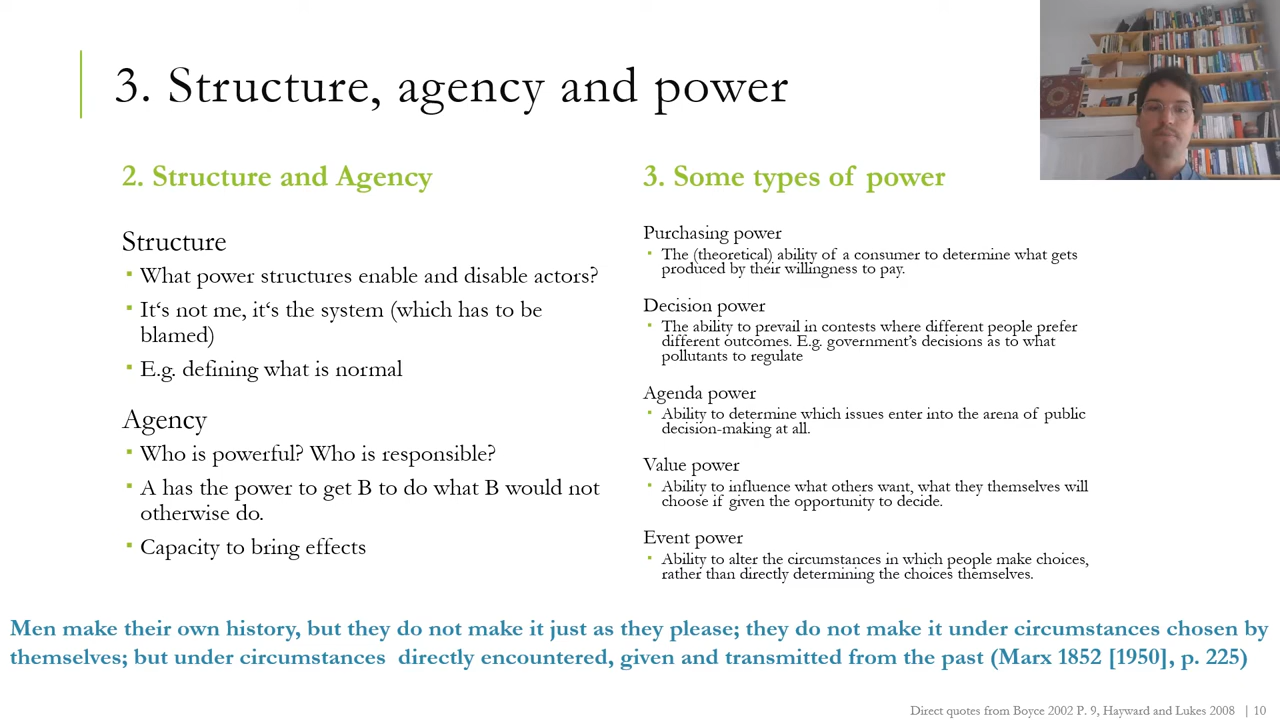 3. Structure, agency and power
2. Structure and Agency
Structure
▪ What power structures enable and disable actors?
▪ It‘s not me, it‘s the system (which has to be
blamed)
▪ E.g. defining what is normal
Agency
▪ Who is powerful? Who is responsible?
▪ A has the power to get B to do what B would not
otherwise do.
▪ Capacity to bring effects
3. Some types of power
Purchasing power
▪ The (theoretical) ability of a consumer to determine what gets
produced by their willingness to pay.
Decision power
▪ The ability to prevail in contests where different people prefer
different outcomes. E.g. government’s decisions as to what
pollutants to regulate
Agenda power
▪ Ability to determine which issues enter into the arena of public
decision-making at all.
Value power
▪ Ability to influence what others want, what they themselves will
choose if given the opportunity to decide.
Event power
▪ Ability to alter the circumstances in which people make choices,
rather than directly determining the choices themselves.
Men make their own history, but they do not make it just as they please; they do not make it under circumstances chosen by
themselves; but under circumstances directly encountered, given and transmitted from the past (Marx 1852 [1950], p. 225)
Direct quotes from Boyce 2002 P. 9, Hayward and Lukes 2008 | 10